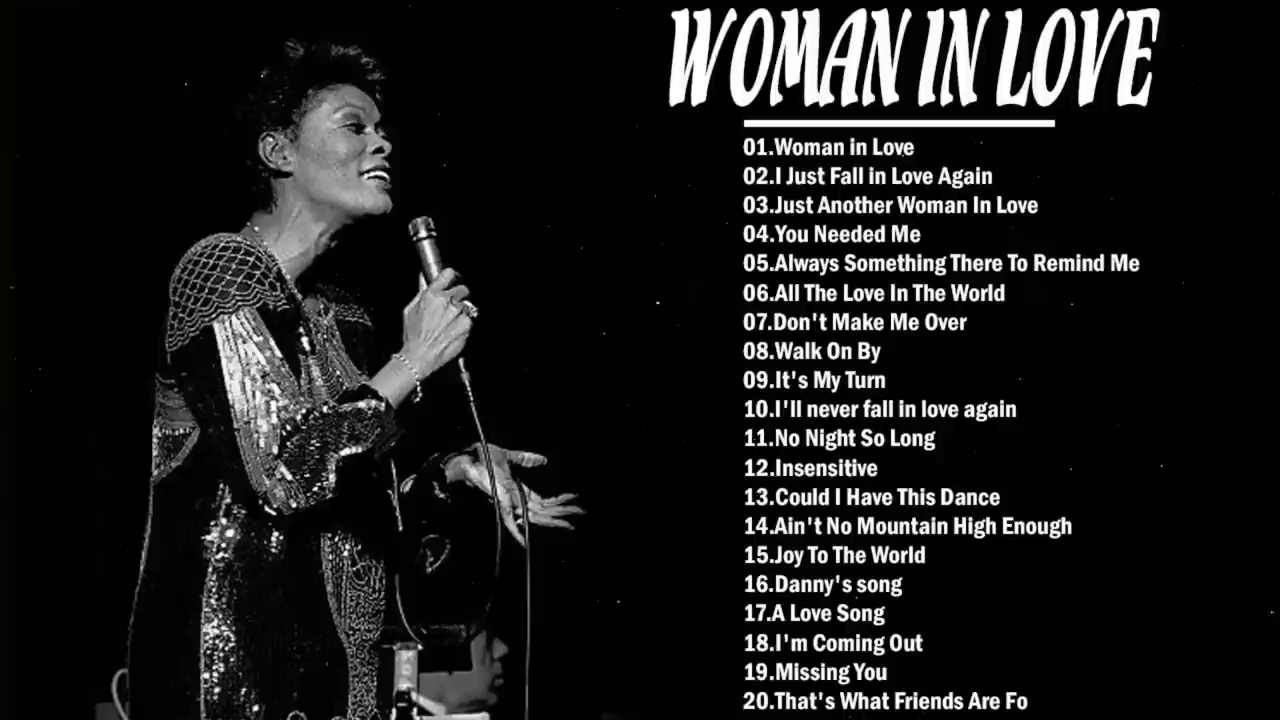 WOMAN IN LOVE
01.Woman in Love
02.I Just Fall in Love Again
03.Just Another Woman In Love
04.You Needed Me
05.Always Something There To Remind Me
06.All The Love In The World
07.Don't Make Me Over
08.Walk On By
09.It's My Turn
10.I'll never fall in love again
11.No Night So Long
12.Insensitive
13.Could I Have This Dance
14.Ain't No Mountain High Enough
15.Joy To The World
16.Danny's song
17.A Love Song
18.I'm Coming Out
19.Missing You
20.That's What Friends Are Fo